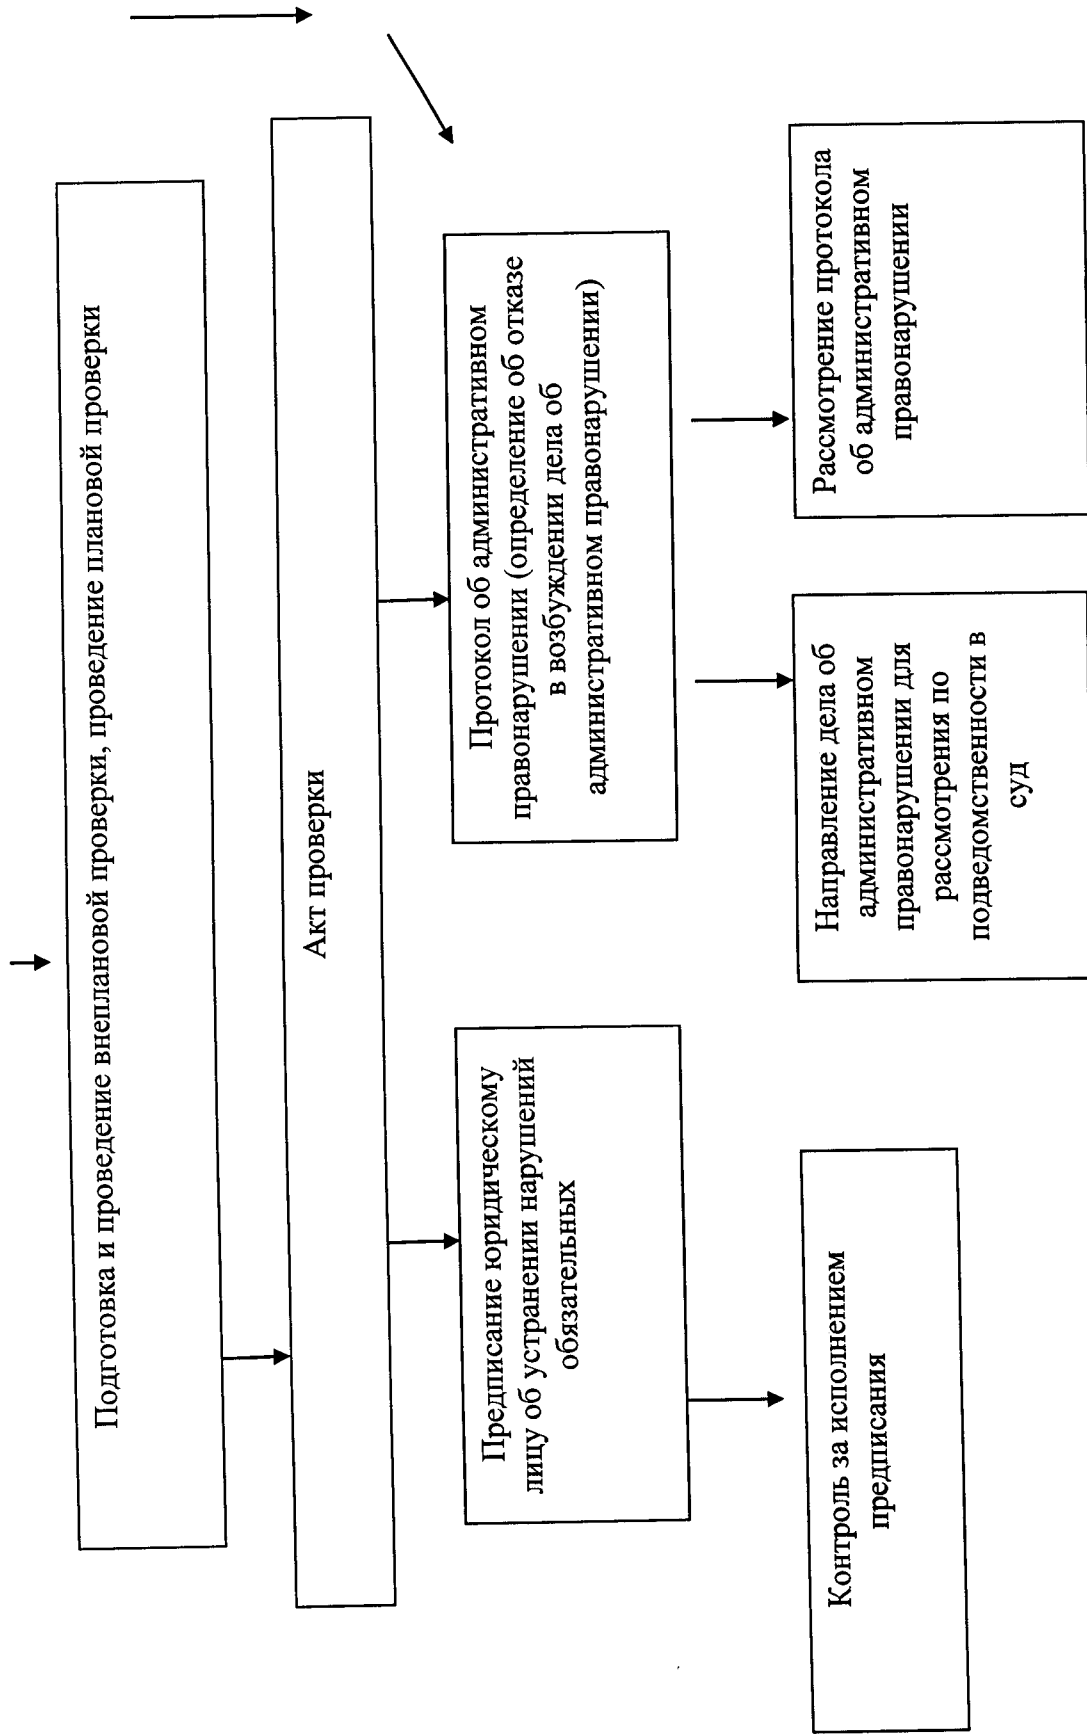 Подготовка и проведение внеплановой проверки, проведение плановой проверки
Акт проверки
Предписание юридическому
лицу об устранении нарушений
обязательных
Протокол об административном
правонарушении (определение об отказе
в возбуждении дела об
административном правонарушении)
Контроль за исполнением
предписания
Направление дела об
административном
правонарушении для
рассмотрения по
подведомственности в
суд
Рассмотрение протокола
об административном
правонарушении